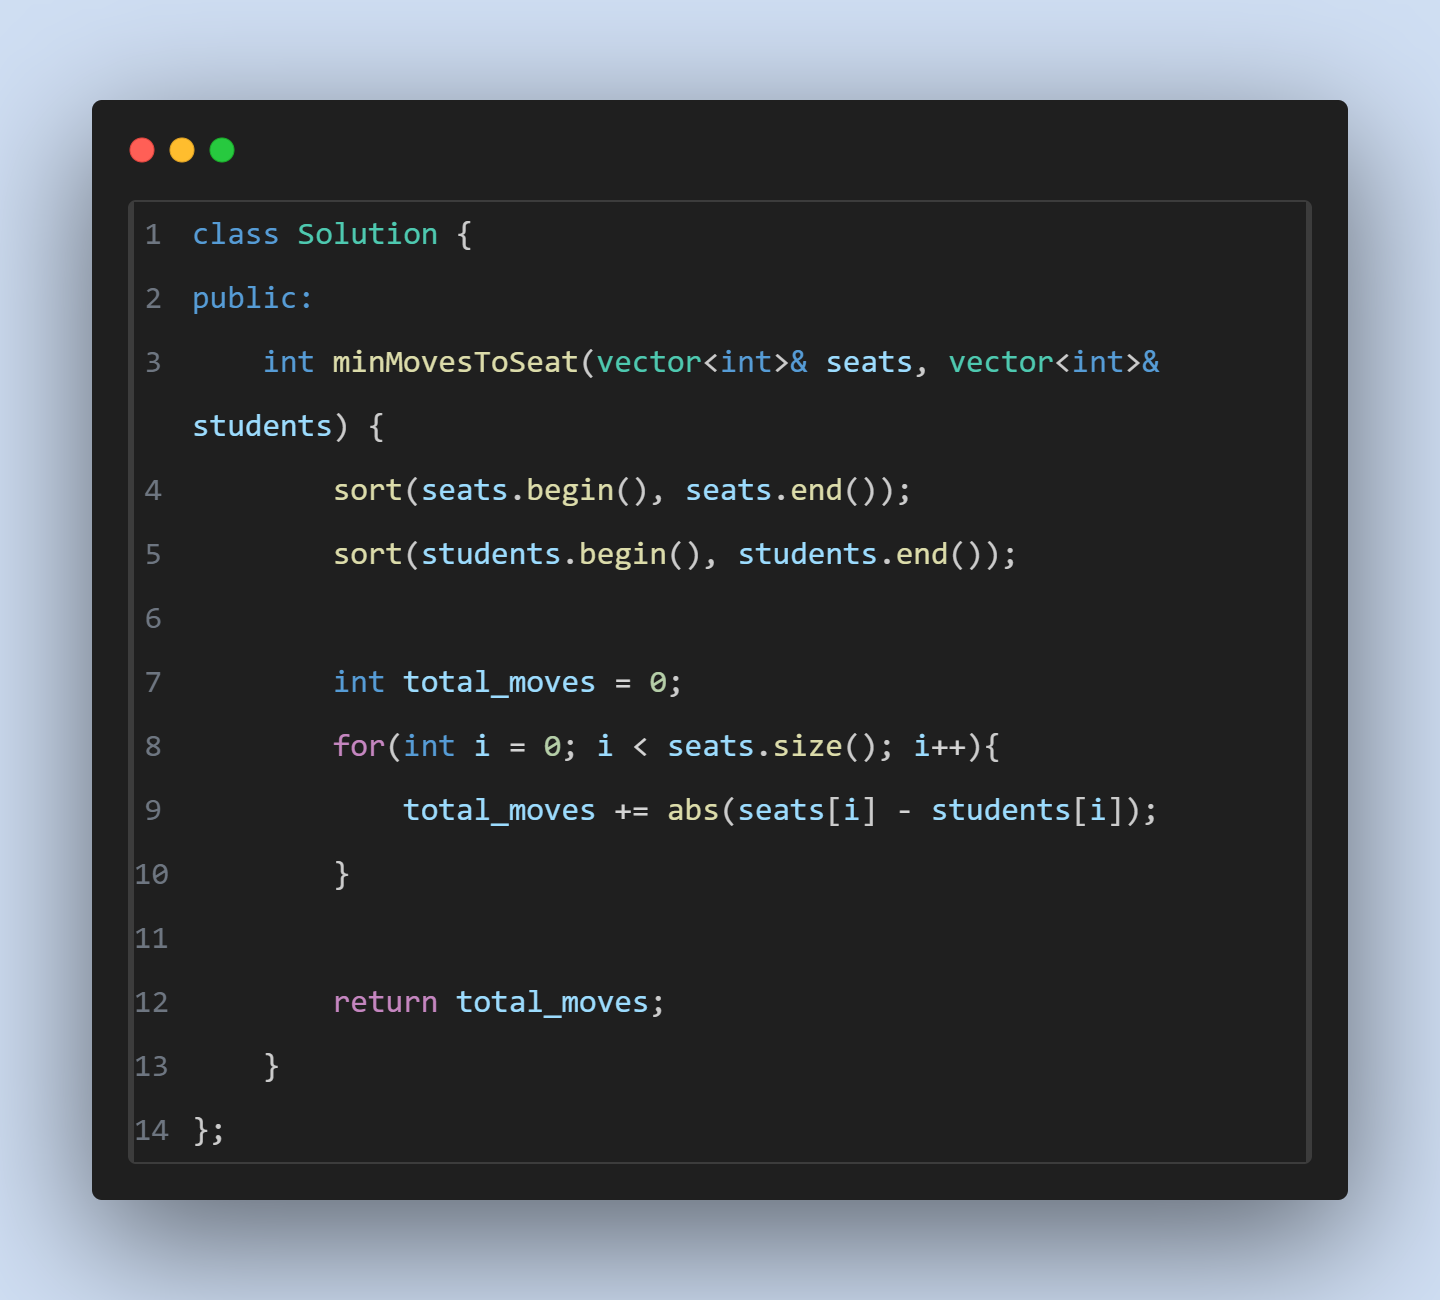 1 class Solution {
2 public:
3     int minMovesToSeat(vector<int>& seats, vector<int>&
students) {
4         sort(seats.begin(), seats.end());
5         sort(students.begin(), students.end());
6
7         int total_moves = 0;
8         for(int i = 0; i < seats.size(); i++){
9             total_moves += abs(seats[i] - students[i]);
10         }
11
12         return total_moves;
13     }
14 };